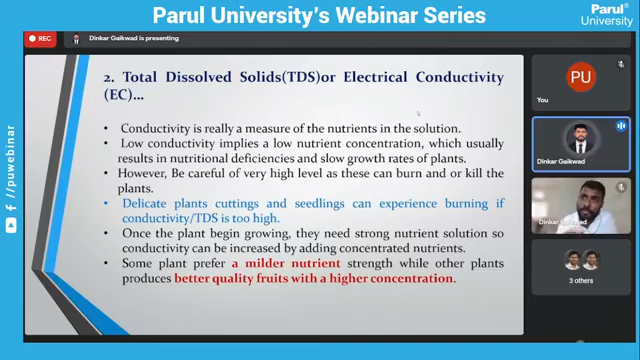 Parul University's Webinar Series
Parul®
University
REC
Dinkar Gaikwad is presenting
2. Total Dissolved Solids(TDS)or Electrical Conductivity
(EC)...
• Conductivity is really a measure of the nutrients in the solution.
• Low conductivity implies a low nutrient concentration, which usually
results in nutritional deficiencies and slow growth rates of plants.
• However, Be careful of very high level as these can burn and or kill the
plants.
• Delicate plants cuttings and seedlings can experience burning if
conductivity/TDS is too high.
• Once the plant begin growing, they need strong nutrient solution so
conductivity can be increased by adding concentrated nutrients.
• Some plant prefer a milder nutrient strength while other plants
produces better quality fruits with a higher concentration.
PU
You
Dinkar Gaikwad
Dinkar Gaikwad
3 others
/puwebinar